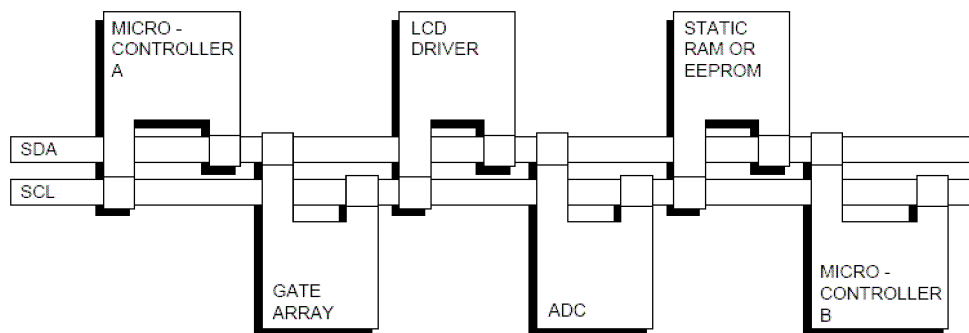 MICRO -
CONTROLLER
A
LCD
DRIVER
STATIC
RAM OR
EEPROM
SDA
SCL
GATE
ARRAY
ADC
MICRO -
CONTROLLER
B